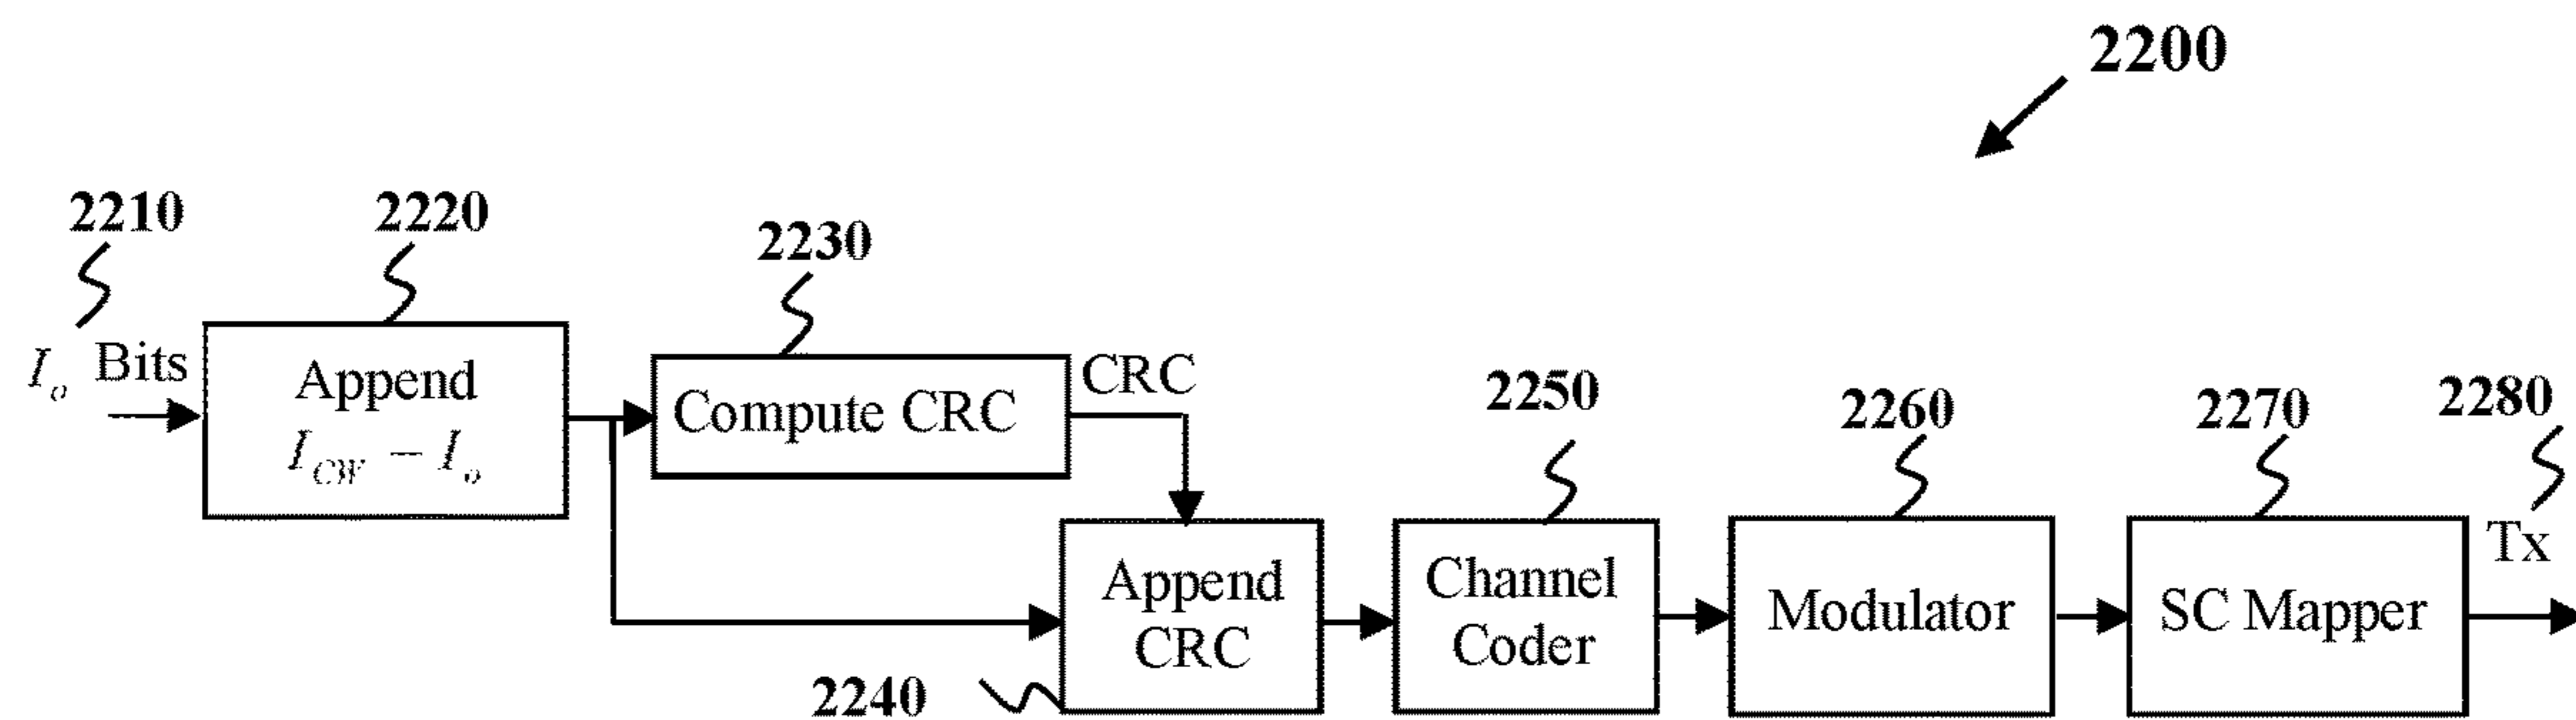 2200
2210
2220
2230
I_o Bits
Append
I_CW - I_o
Compute CRC
CRC
2240
Append
CRC
2250
Channel
Coder
2260
Modulator
2270
SC Mapper
2280
Tx